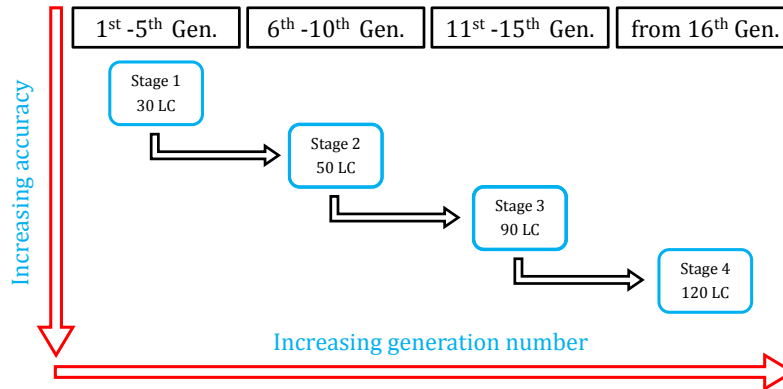 1st -5th Gen.
6th -10th Gen.
11st -15th Gen.
from 16th Gen.
Stage 1
30 LC
Stage 2
50 LC
Stage 3
90 LC
Stage 4
120 LC
Increasing accuracy
Increasing generation number